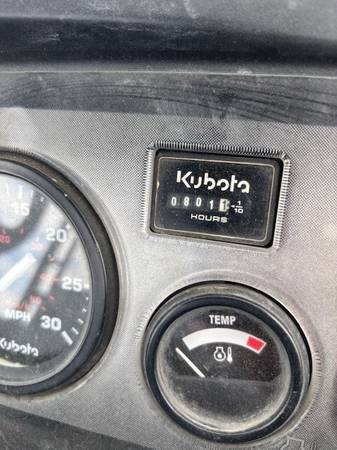 Kubota
0801
1/10
HOURS
15
20
25
30
MPH
Kubota
TEMP